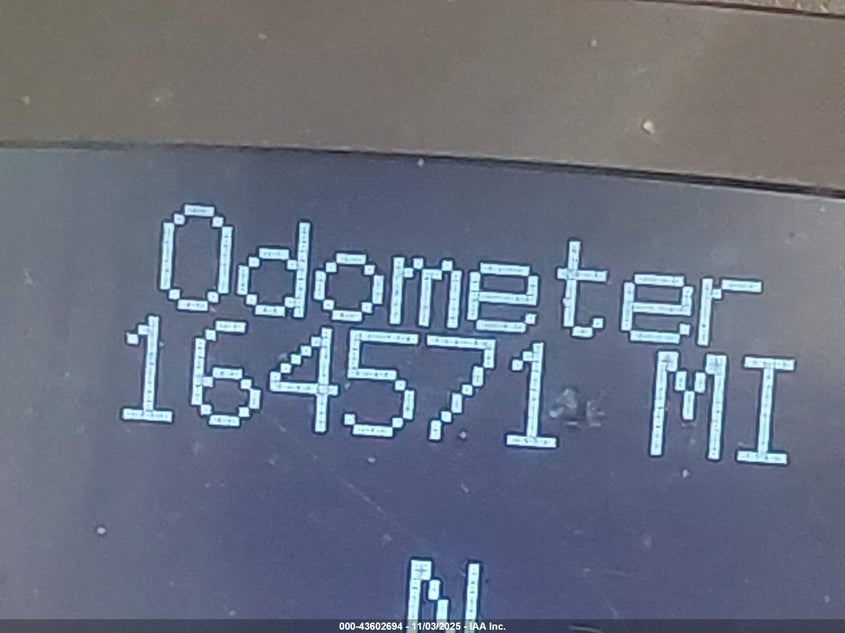 Odometer
164571 MI
N
000-43602694 - 11/03/2025 - IAA Inc.